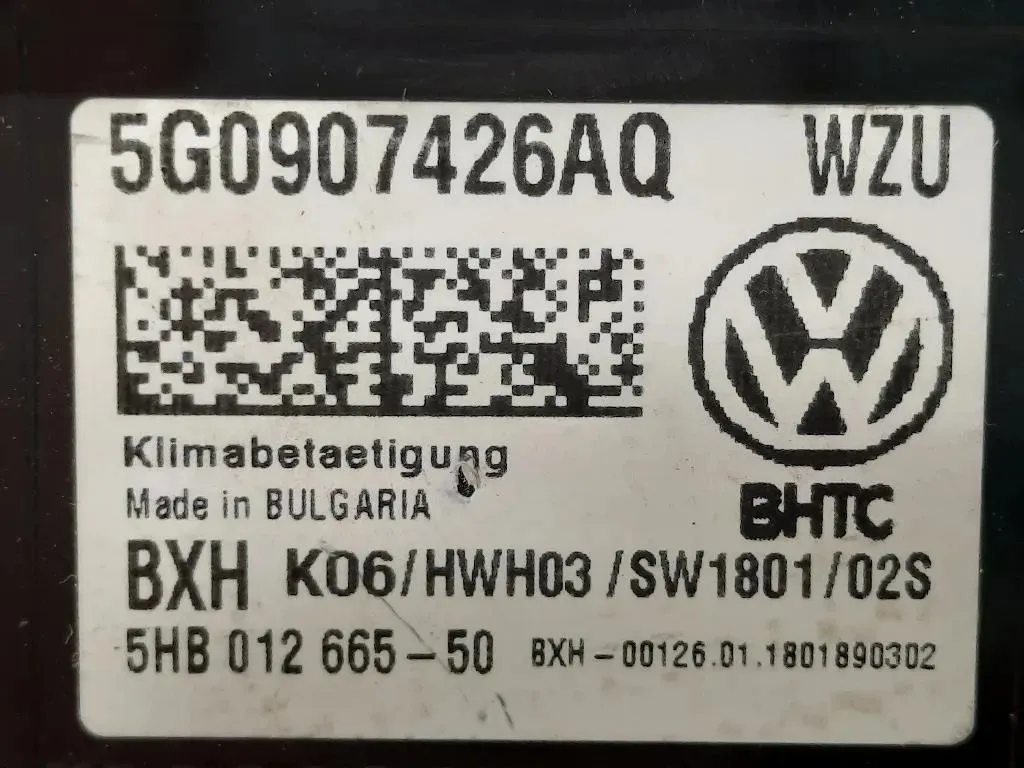 5G0907426AQ WZU
Klimabetaetigung
Made in BULGARIA
BHTC
BXH K06/HWH03/SW1801/02S
5HB 012 665-50 BXH-00126.01.1801890302